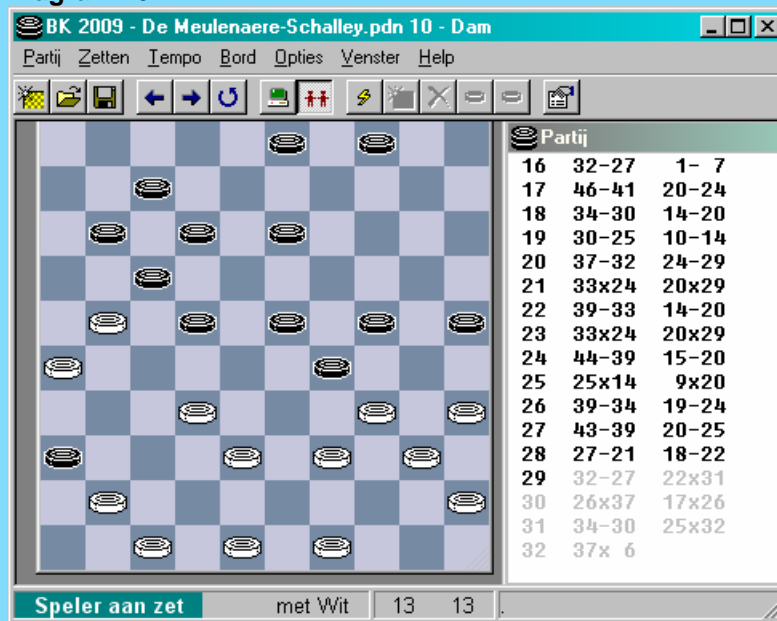 BK 2009 - De Meulenaere-Schalley.pdn 10 - Dam
Partij Zetten Tempo Bord Opties Venster Help
Partij
16 32-27 1- 7
17 46-41 20-24
18 34-30 14-20
19 30-25 10-14
20 37-32 24-29
21 33x24 20x29
22 39-33 14-20
23 33x24 20x29
24 44-39 15-20
25 25x14 9x20
26 39-34 19-24
27 43-39 20-25
28 27-21 18-22
29 32-27 22x31
30 26x37 17x26
31 34-30 25x32
32 37x 6
Speler aan zet met Wit 13 13 .